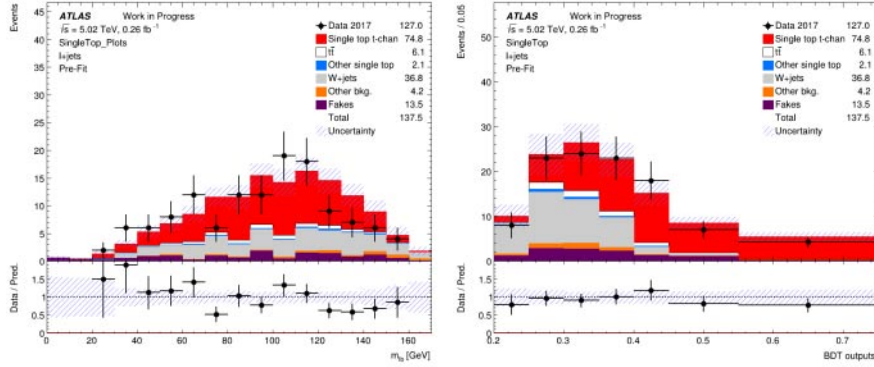 Events
ATLAS Work in Progress
√s = 5.02 TeV, 0.26 fb⁻¹
SingleTop_Plots
l+jets
Pre-Fit
Data 2017 127.0
Single top t-chan 74.8
tt̄ 6.1
Other single top 2.1
W+jets 36.8
Other bkg. 4.2
Fakes 13.5
Total 137.5
Uncertainty
45
40
35
30
25
20
15
10
5
0
Data / Pred.
1.5
1
0.5
0
0 20 40 60 80 100 120 140 160
[GeV]
Events / 0.05
ATLAS Work in Progress
√s = 5.02 TeV, 0.26 fb⁻¹
SingleTop
l+jets
Pre-Fit
Data 2017 127.0
Single top t-chan 74.8
tt̄ 6.1
Other single top 2.1
W+jets 36.8
Other bkg. 4.2
Fakes 13.5
Total 137.5
Uncertainty
50
40
30
20
10
0
Data / Pred.
1.5
1
0.5
0
0.2 0.3 0.4 0.5 0.6 0.7
BDT outputs